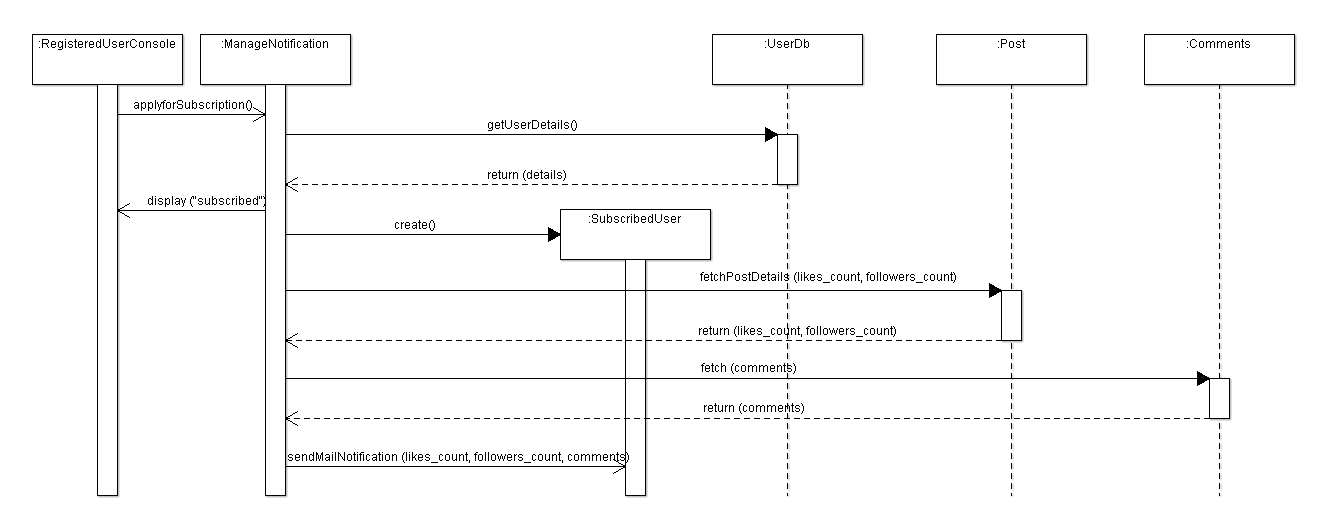 :RegisteredUserConsole
:ManageNotification
:UserDb
:Post
:Comments
applyforSubscription()
getUserDetails()
return (details)
display ("subscribed")
:SubscribedUser
create()
fetchPostDetails (likes_count, followers_count)
return (likes_count, followers_count)
fetch (comments)
return (comments)
sendMailNotification (likes_count, followers_count, comments)